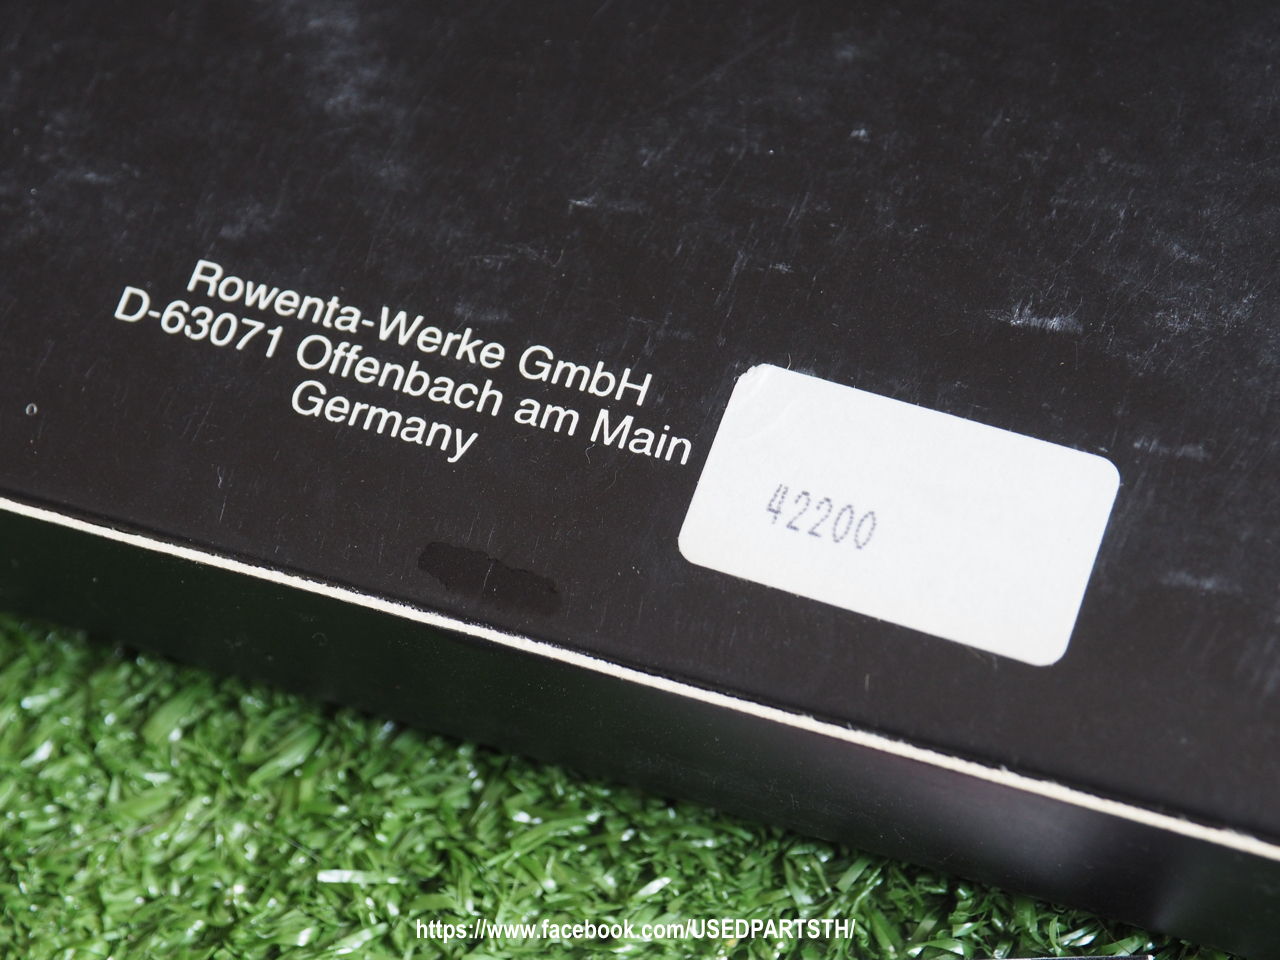 Rowenta-Werke GmbH
D-63071 Offenbach am Main
Germany
42200
https://www.facebook.com/USEDPARTSTH/